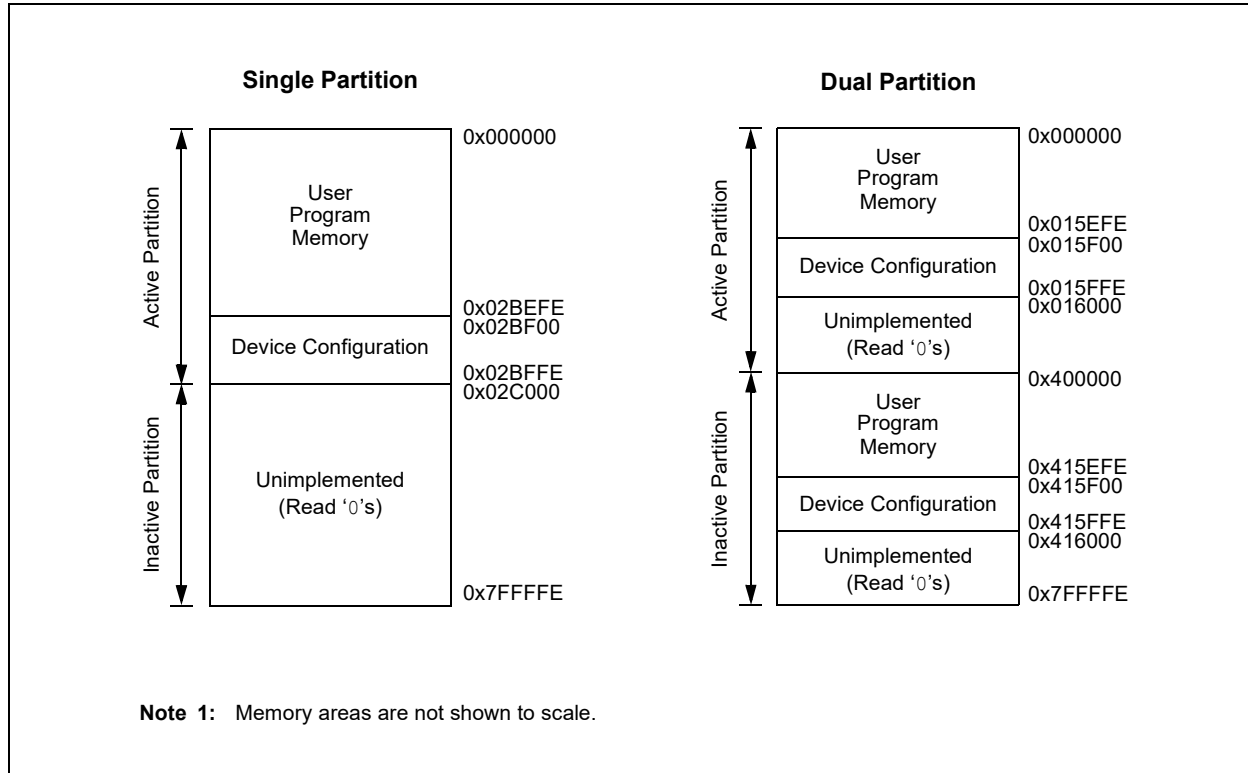 Single Partition
Active Partition
Inactive Partition
User
Program
Memory
Device Configuration
Unimplemented
(Read ‘0’s)
0x000000
0x02BEFE
0x02BF00
0x02BFFE
0x02C000
0x7FFFFE
Dual Partition
Active Partition
Inactive Partition
User
Program
Memory
Device Configuration
Unimplemented
(Read ‘0’s)
User
Program
Memory
Device Configuration
Unimplemented
(Read ‘0’s)
0x000000
0x015EFE
0x015F00
0x015FFE
0x016000
0x400000
0x415EFE
0x415F00
0x415FFE
0x416000
0x7FFFFE
Note 1: Memory areas are not shown to scale.